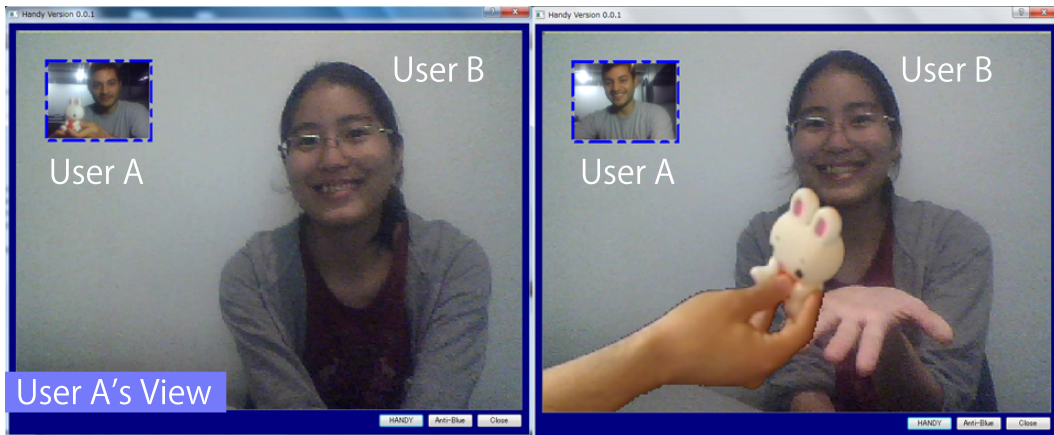 Handy Version 0.0.1
User B
User A
User A's View
HANDY
Anti-Blue
Close
Handy Version 0.0.1
User B
User A
HANDY
Anti-Blue
Close